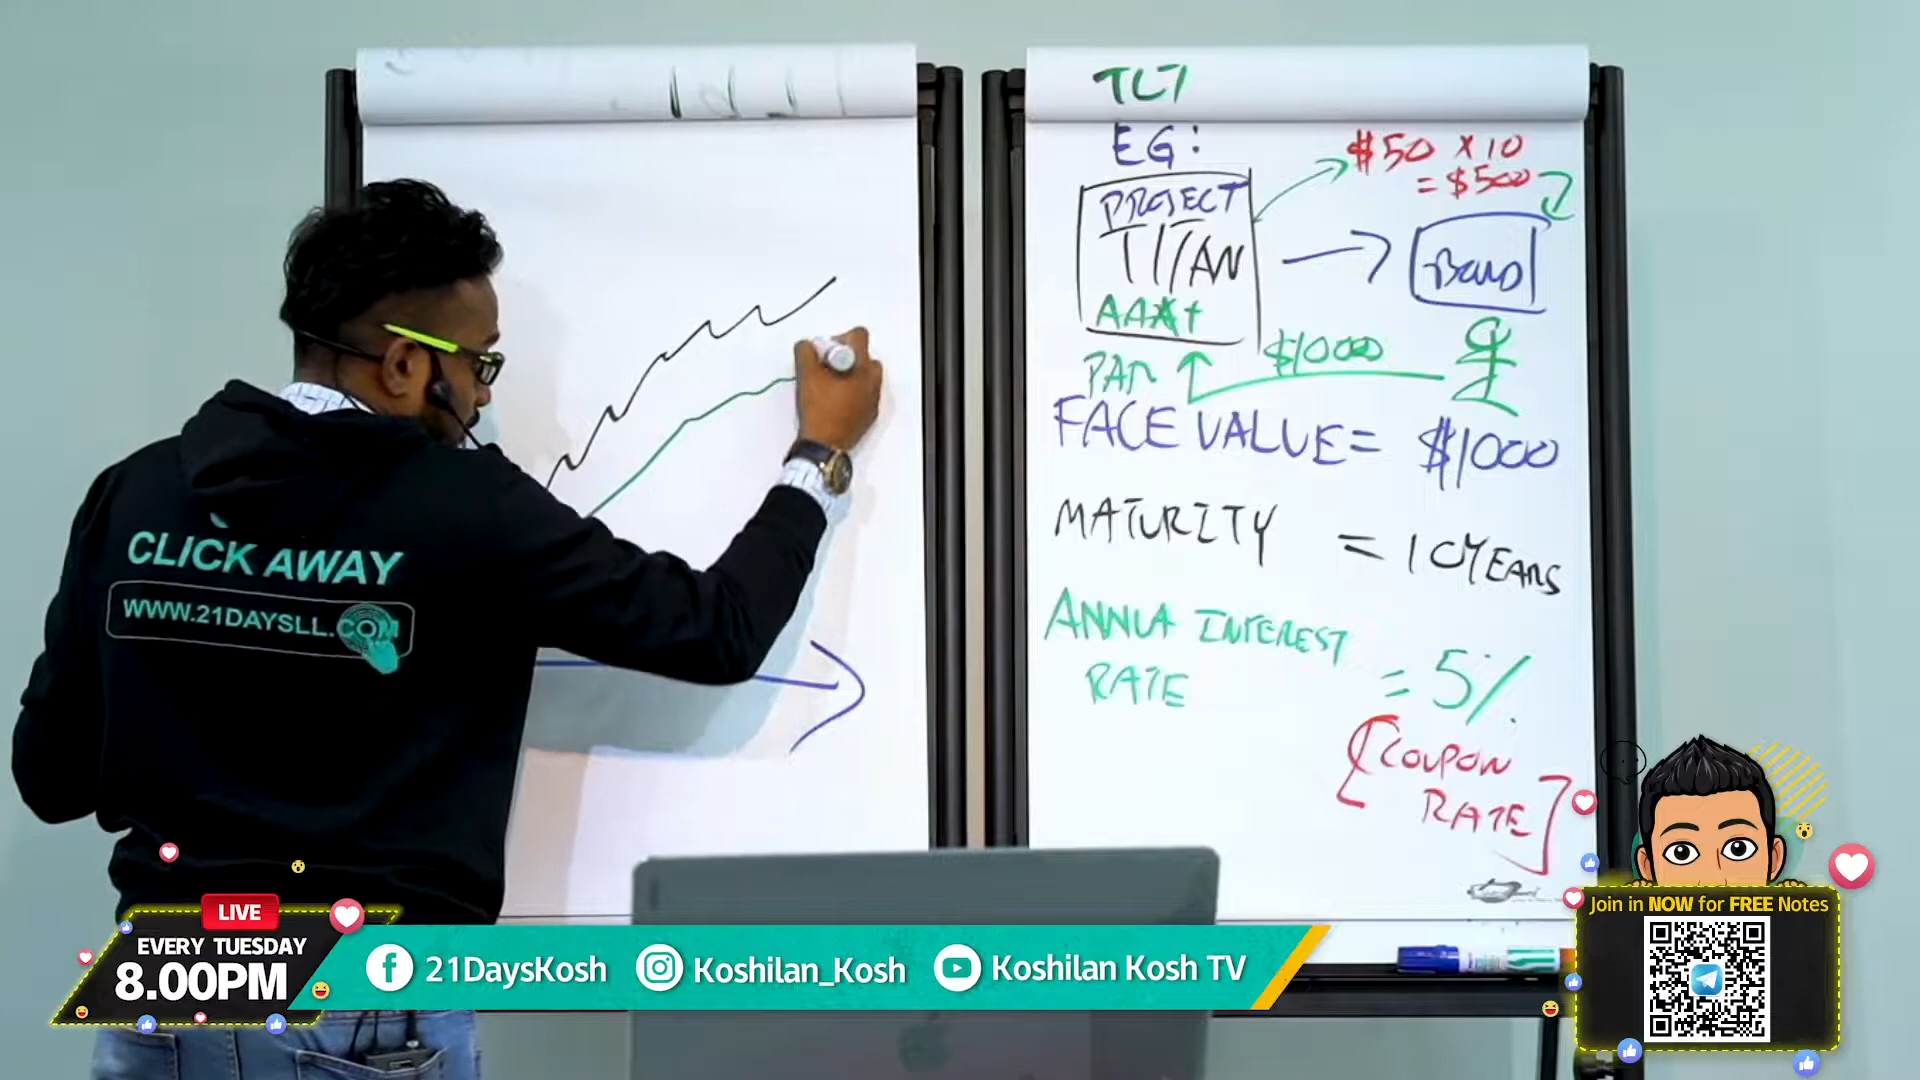 TLT
EG:
$50 x 10
= $500
PROJECT
TITAN
AAA+
BOND
$1000
PAR
FACE VALUE = $1000
MATURITY = 10 YEARS
ANNUA INTEREST
RATE
= 5%
[COUPON
RATE]
CLICK AWAY
WWW.21DAYSLL.COM
LIVE
EVERY TUESDAY
8.00PM
21DaysKosh
Koshilan_Kosh
Koshilan Kosh TV
Join in NOW for FREE Notes